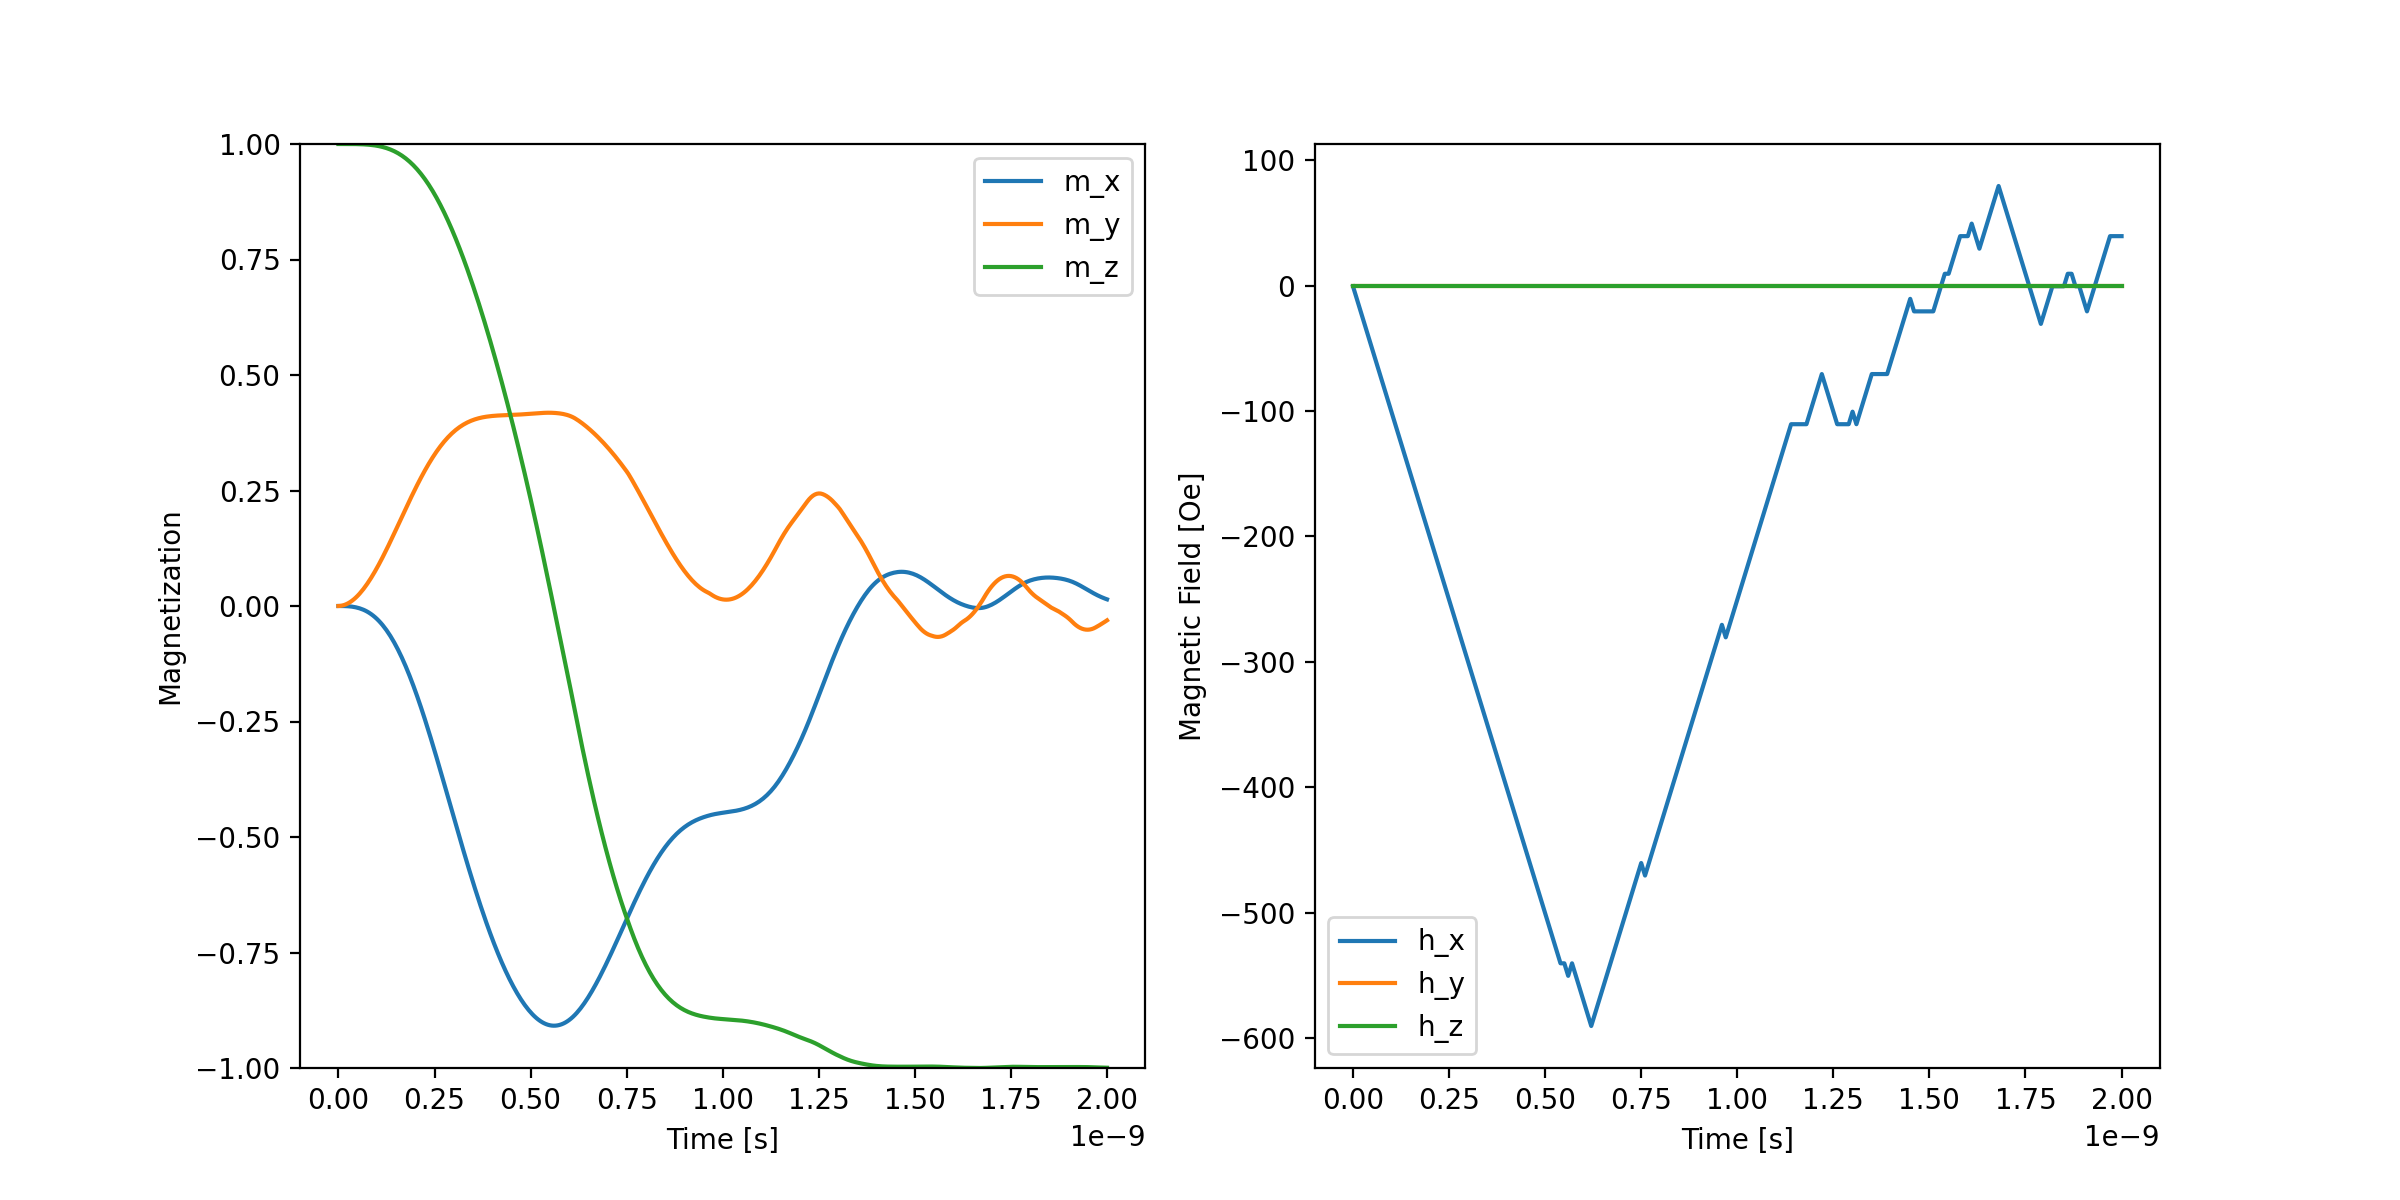 Magnetization
1.00
0.75
0.50
0.25
0.00
−0.25
−0.50
−0.75
−1.00
m_x
m_y
m_z
0.00 0.25 0.50 0.75 1.00 1.25 1.50 1.75 2.00
Time [s]
1e−9
Magnetic Field [Oe]
100
0
−100
−200
−300
−400
−500
−600
h_x
h_y
h_z
0.00 0.25 0.50 0.75 1.00 1.25 1.50 1.75 2.00
Time [s]
1e−9